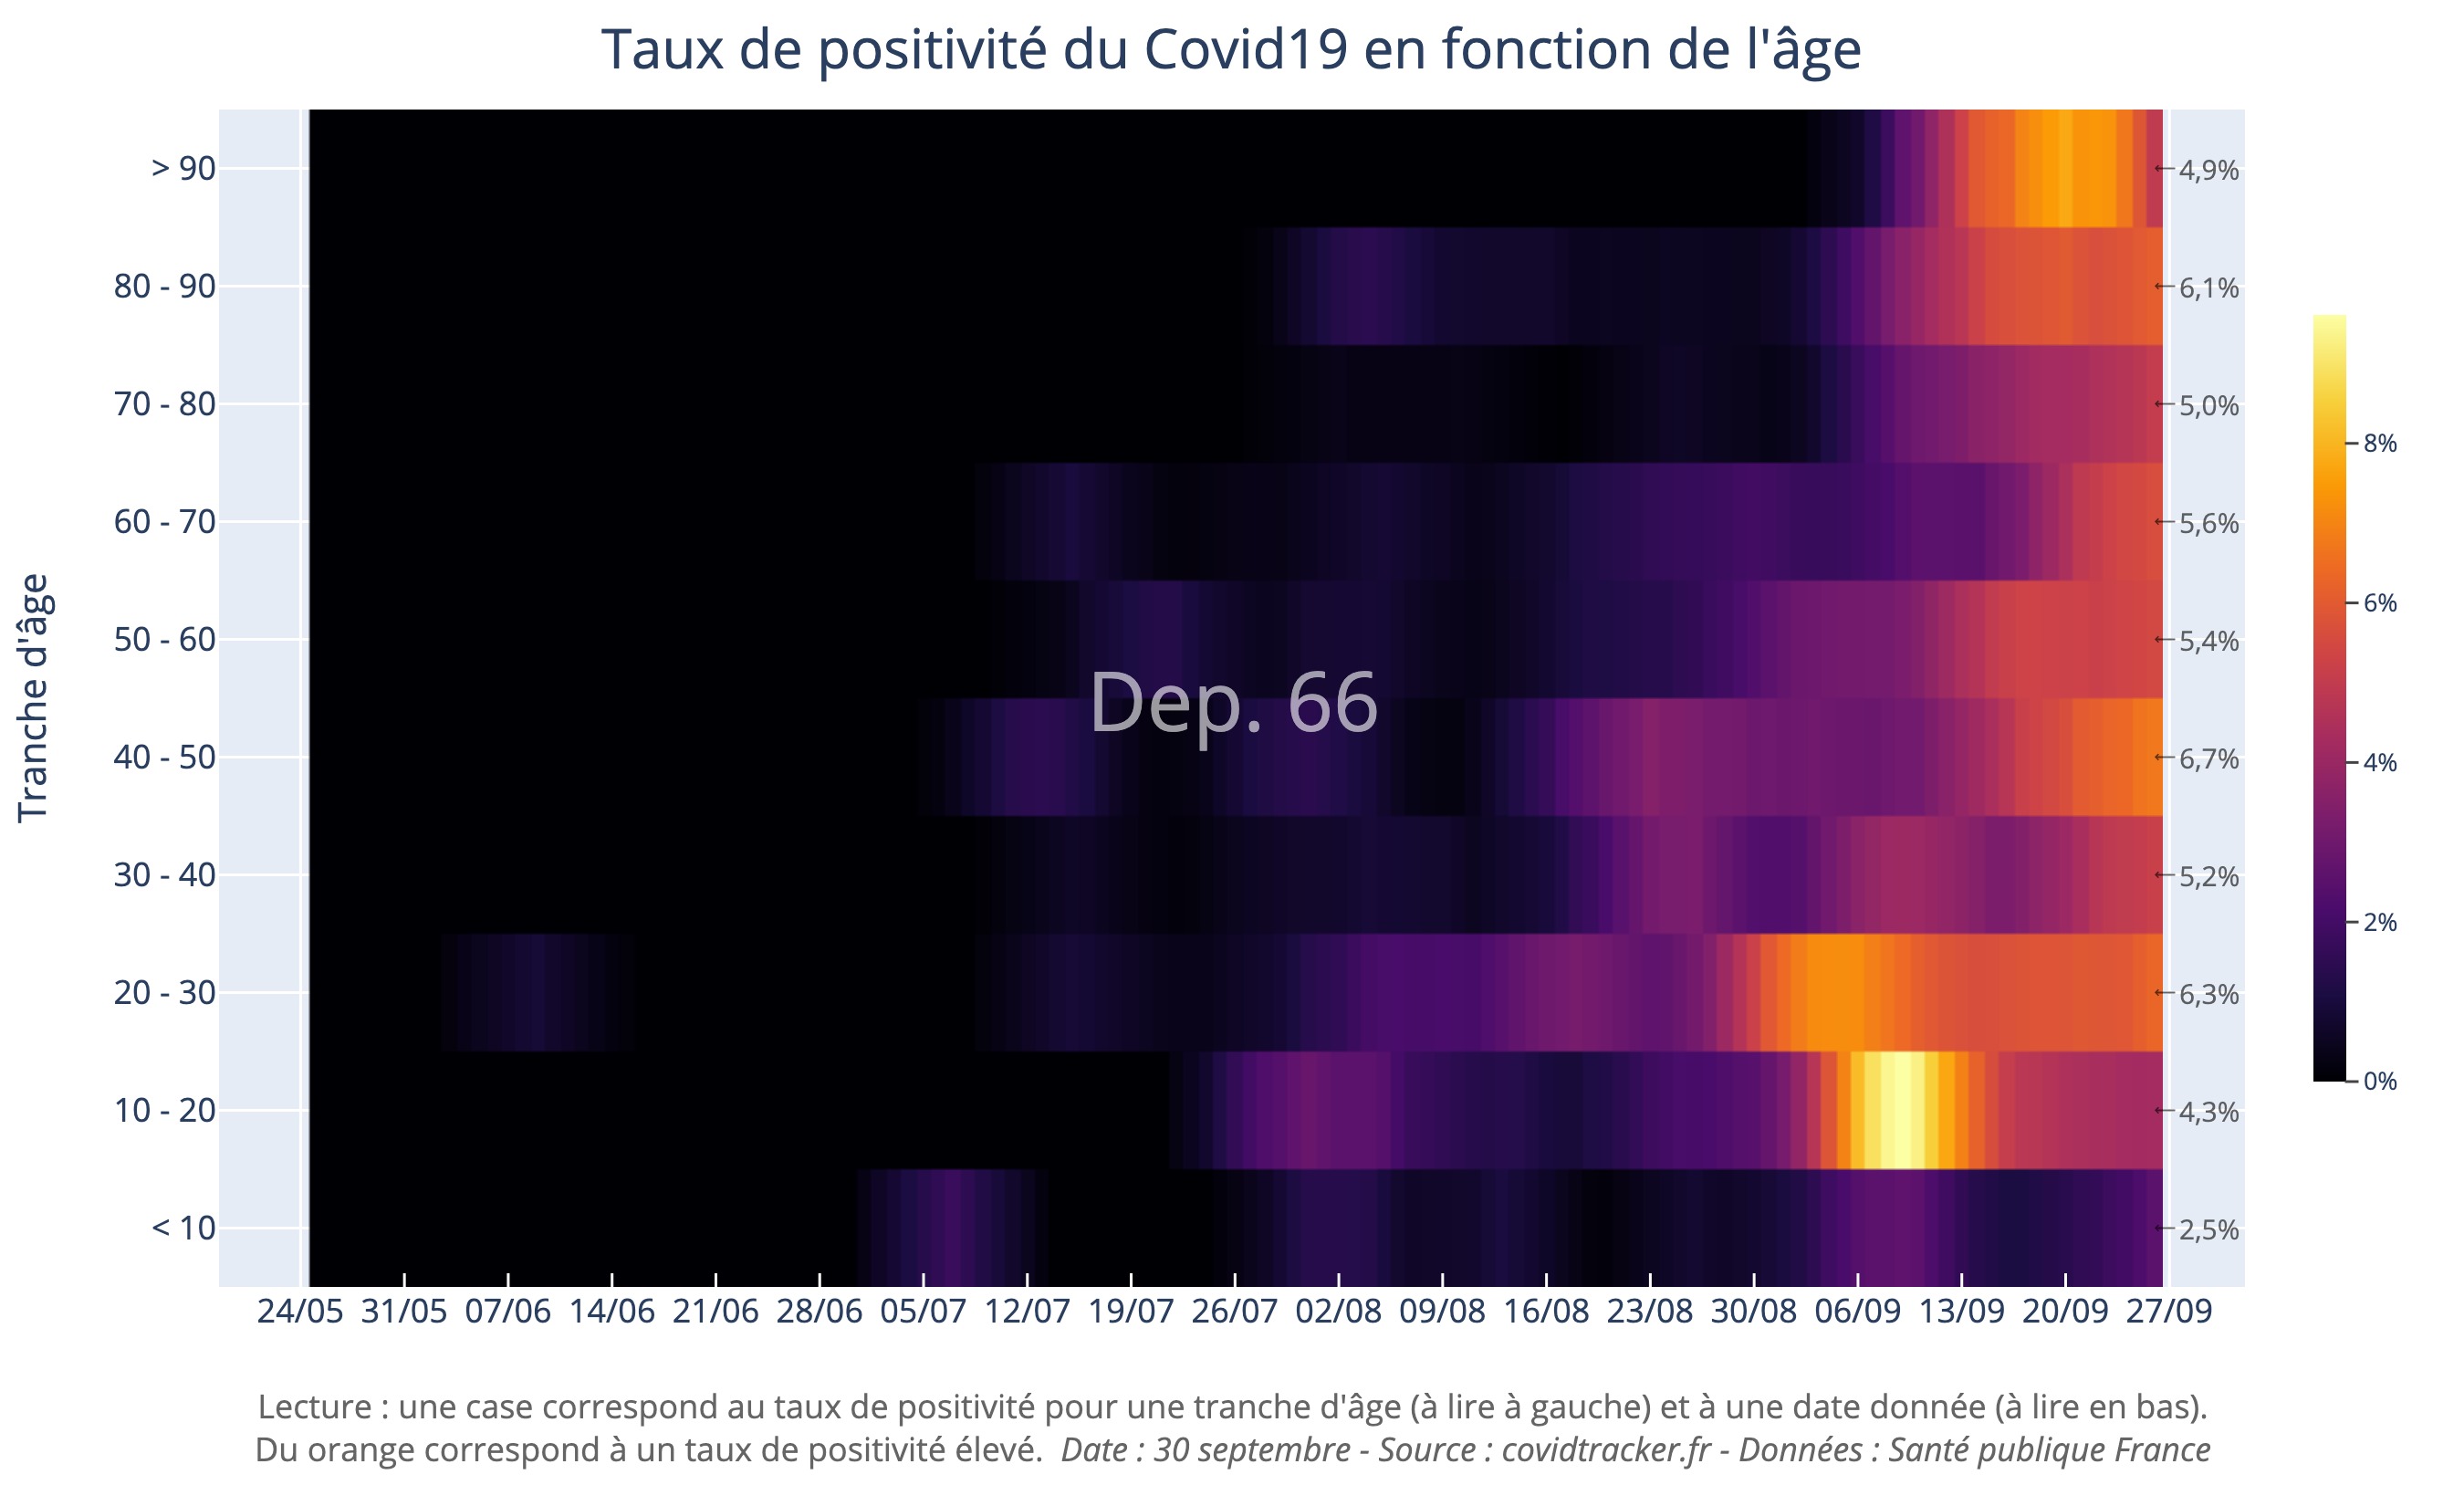 Taux de positivité du Covid19 en fonction de l'âge
Tranche d'âge
> 90
80 - 90
70 - 80
60 - 70
50 - 60
40 - 50
30 - 40
20 - 30
10 - 20
< 10
Dep. 66
4,9%
6,1%
5,0%
5,6%
5,4%
6,7%
5,2%
6,3%
4,3%
2,5%
8%
6%
4%
2%
0%
24/05 31/05 07/06 14/06 21/06 28/06 05/07 12/07 19/07 26/07 02/08 09/08 16/08 23/08 30/08 06/09 13/09 20/09 27/09
Lecture : une case correspond au taux de positivité pour une tranche d'âge (à lire à gauche) et à une date donnée (à lire en bas).
Du orange correspond à un taux de positivité élevé. Date : 30 septembre - Source : covidtracker.fr - Données : Santé publique France